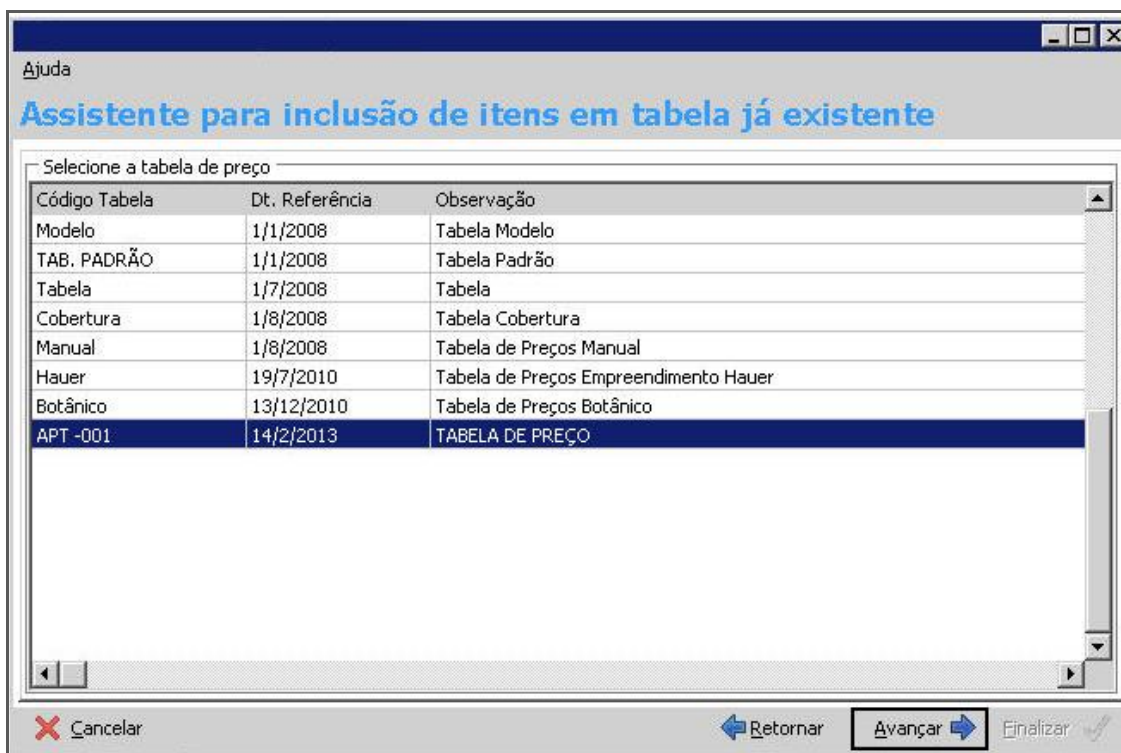 Ajuda
Assistente para inclusão de itens em tabela já existente
Selecione a tabela de preço
Código Tabela Dt. Referência Observação
Modelo 1/1/2008 Tabela Modelo
TAB. PADRÃO 1/1/2008 Tabela Padrão
Tabela 1/7/2008 Tabela
Cobertura 1/8/2008 Tabela Cobertura
Manual 1/8/2008 Tabela de Preços Manual
Hauer 19/7/2010 Tabela de Preços Empreendimento Hauer
Botânico 13/12/2010 Tabela de Preços Botânico
APT -001 14/2/2013 TABELA DE PREÇO
Cancelar Retornar Avançar Finalizar